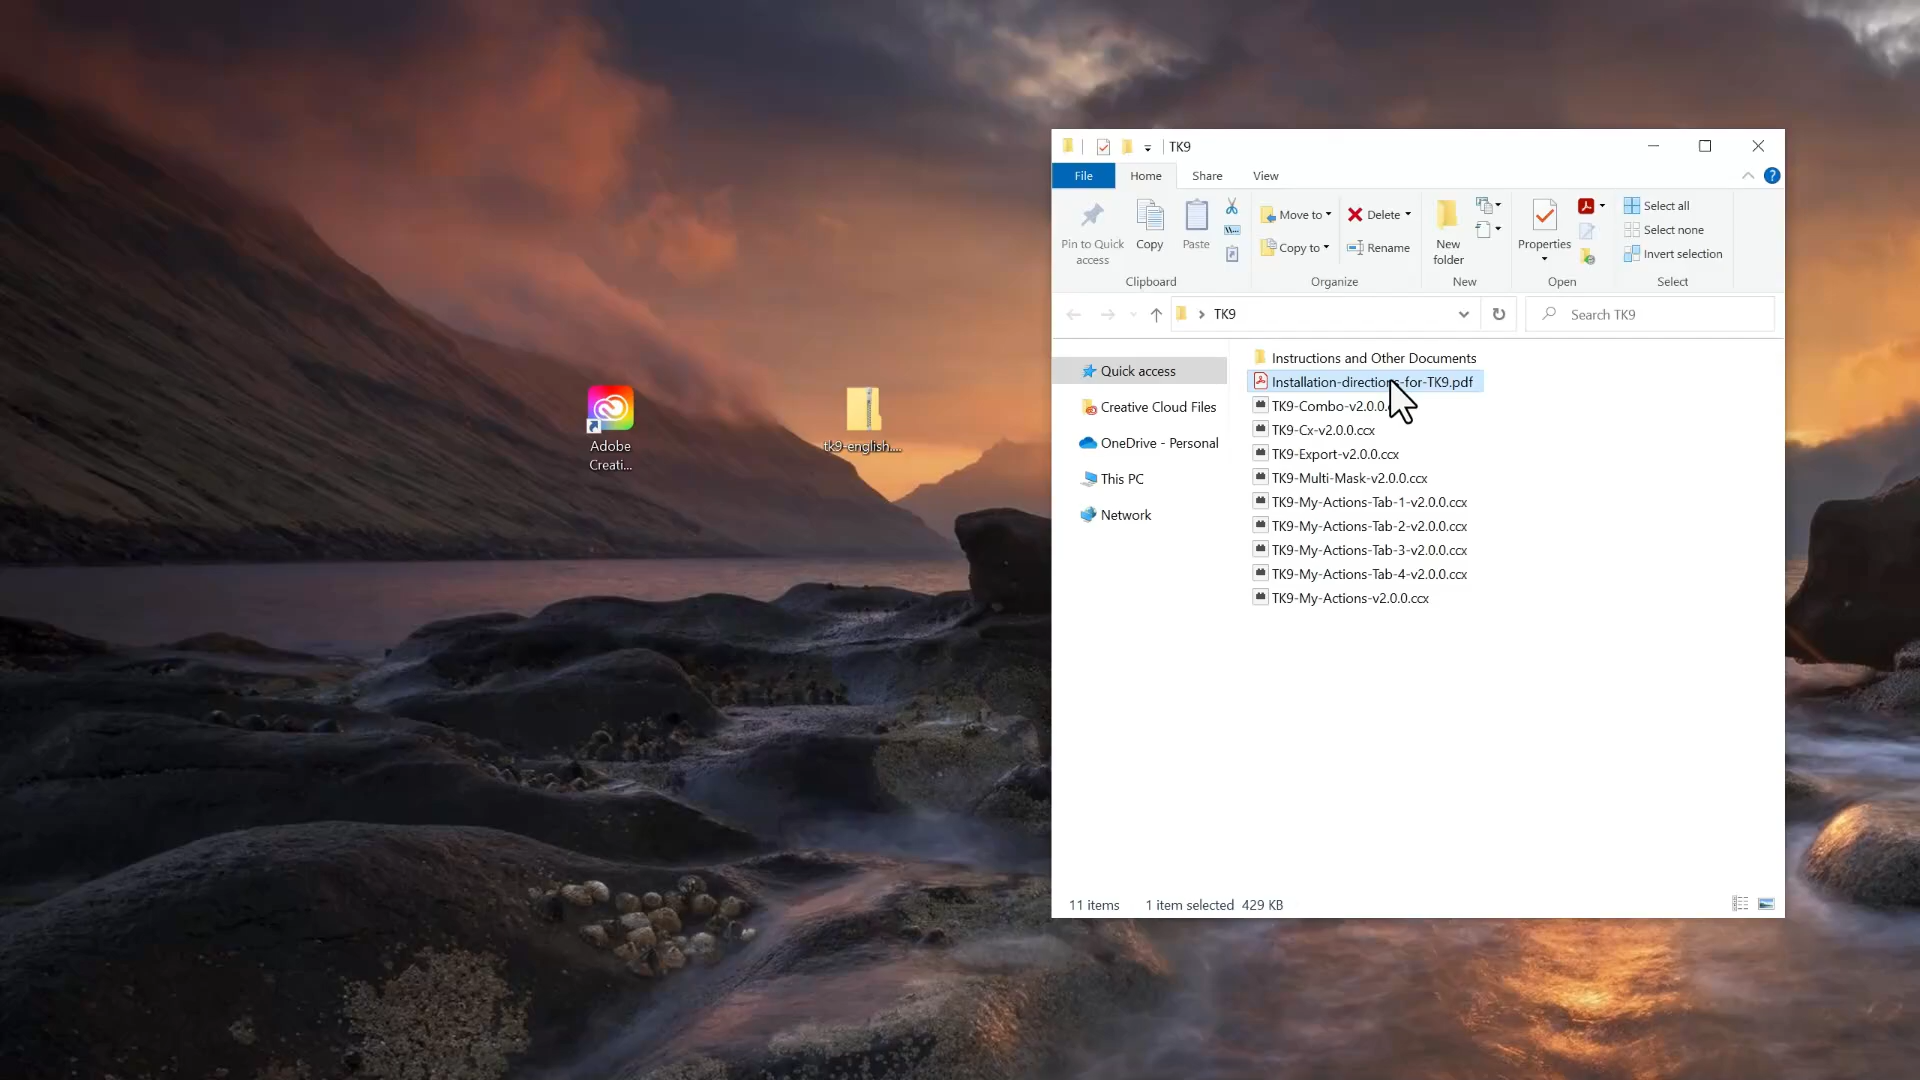 Adobe
Creati...
tk9-english....
TK9
File
Home
Share
View
Pin to Quick
access
Copy
Paste
Clipboard
Move to
Copy to
Delete
Rename
Organize
New
folder
New
Properties
Open
Select all
Select none
Invert selection
Select
TK9
Search TK9
Quick access
Creative Cloud Files
OneDrive - Personal
This PC
Network
Instructions and Other Documents
Installation-directions-for-TK9.pdf
TK9-Combo-v2.0.0.
TK9-Cx-v2.0.0.ccx
TK9-Export-v2.0.0.ccx
TK9-Multi-Mask-v2.0.0.ccx
TK9-My-Actions-Tab-1-v2.0.0.ccx
TK9-My-Actions-Tab-2-v2.0.0.ccx
TK9-My-Actions-Tab-3-v2.0.0.ccx
TK9-My-Actions-Tab-4-v2.0.0.ccx
TK9-My-Actions-v2.0.0.ccx
11 items
1 item selected 429 KB